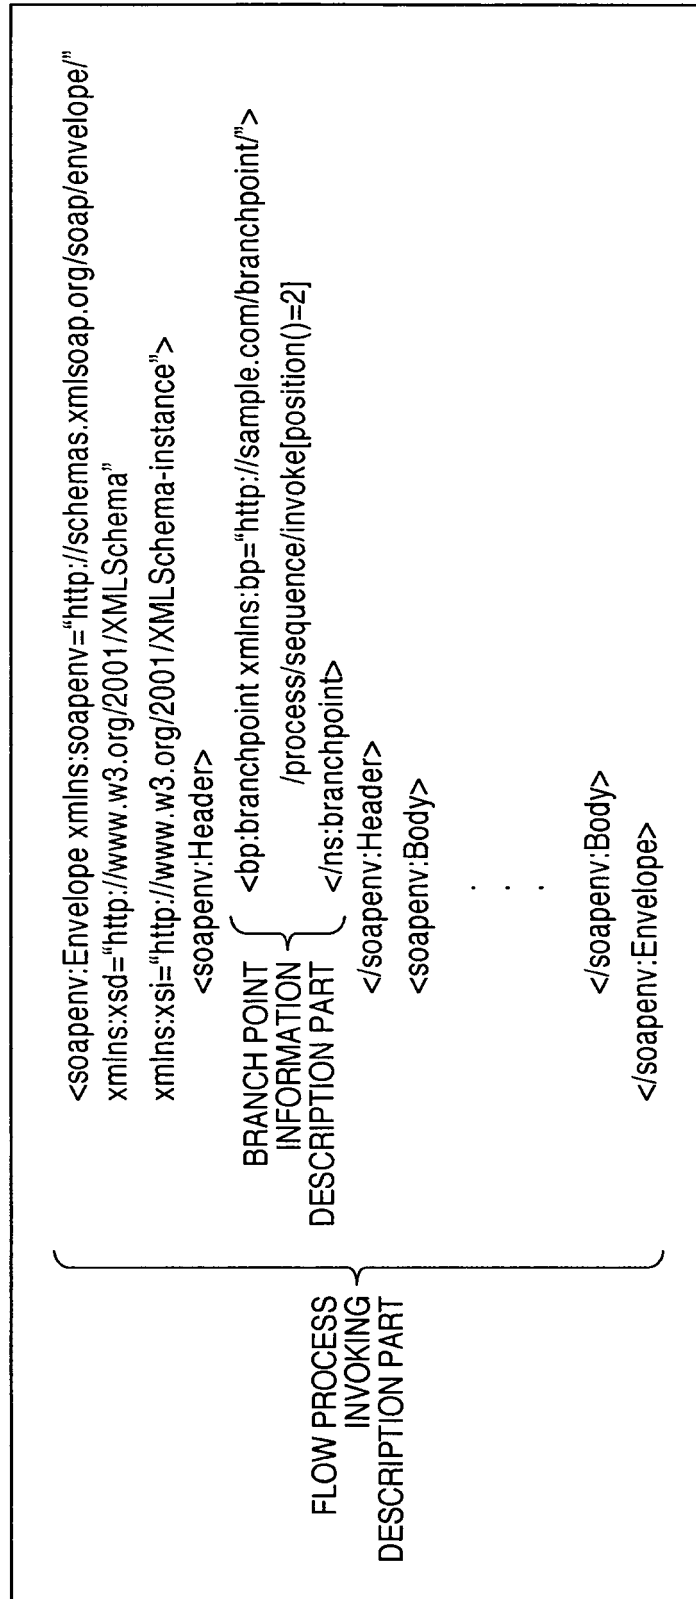 <soapenv:Envelope xmlns:soapenv=“http://schemas.xmlsoap.org/soap/envelope/”
xmlns:xsd=“http://www.w3.org/2001/XMLSchema”
xmlns:xsi=“http://www.w3.org/2001/XMLSchema-instance”>
<soapenv:Header>
<bp:branchpoint xmlns:bp=“http://sample.com/branchpoint/”>
/process/sequence/invoke[position()=2]
</ns:branchpoint>
</soapenv:Header>
<soapenv:Body>
. . .
</soapenv:Body>
</soapenv:Envelope>
BRANCH POINT
INFORMATION
DESCRIPTION PART
FLOW PROCESS
INVOKING
DESCRIPTION PART